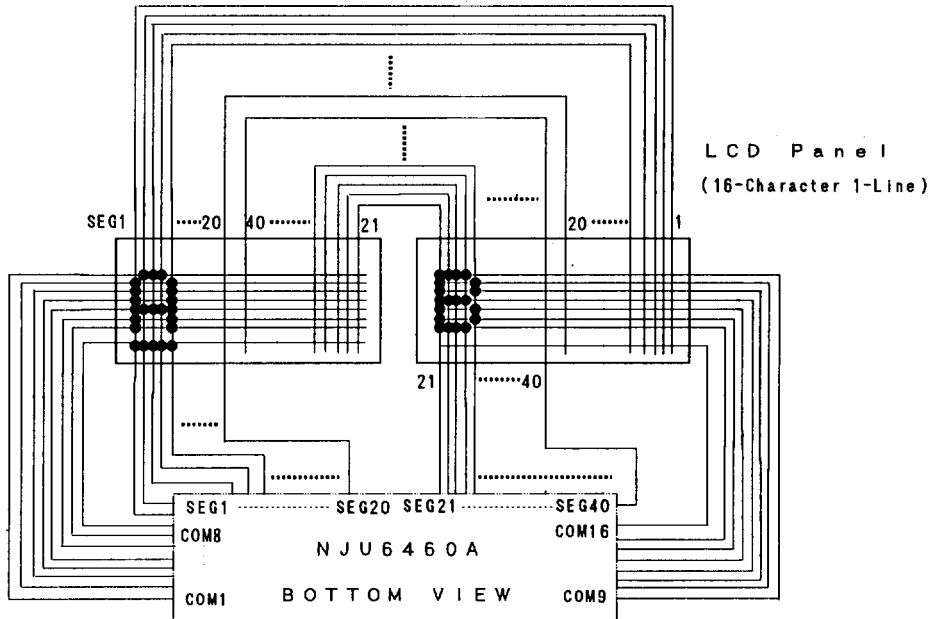 LCD Panel
(16-Character 1-Line)
SEG1 20 40 21 20 1
21 40
SEG1 SEG20 SEG21 SEG40
COM8 COM16
NJU6460A
COM1 BOTTOM VIEW COM9